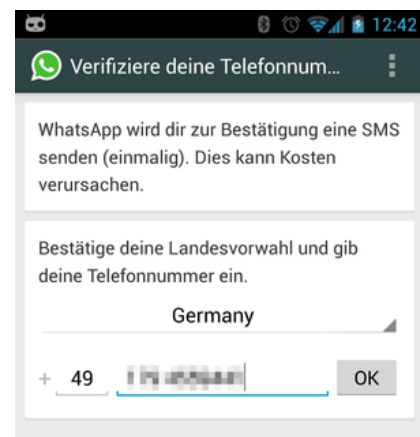 12:42
Verifiziere deine Telefonnum...
WhatsApp wird dir zur Bestätigung eine SMS
senden (einmalig). Dies kann Kosten
verursachen.
Bestätige deine Landesvorwahl und gib
deine Telefonnummer ein.
Germany
+ 49 OK